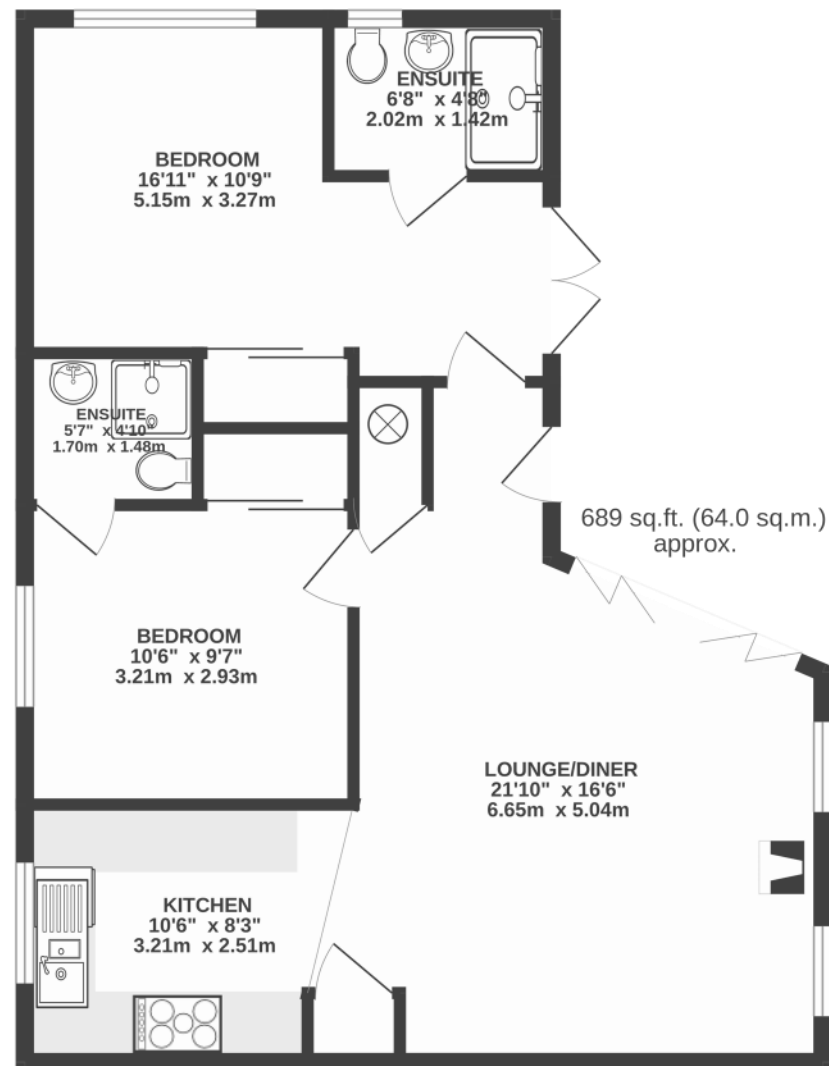 ENSUITE
6'8" x 4'8"
2.02m x 1.42m
BEDROOM
16'11" x 10'9"
5.15m x 3.27m
ENSUITE
5'7" x 4'10"
1.70m x 1.48m
689 sq.ft. (64.0 sq.m.)
approx.
BEDROOM
10'6" x 9'7"
3.21m x 2.93m
LOUNGE/DINER
21'10" x 16'6"
6.65m x 5.04m
KITCHEN
10'6" x 8'3"
3.21m x 2.51m